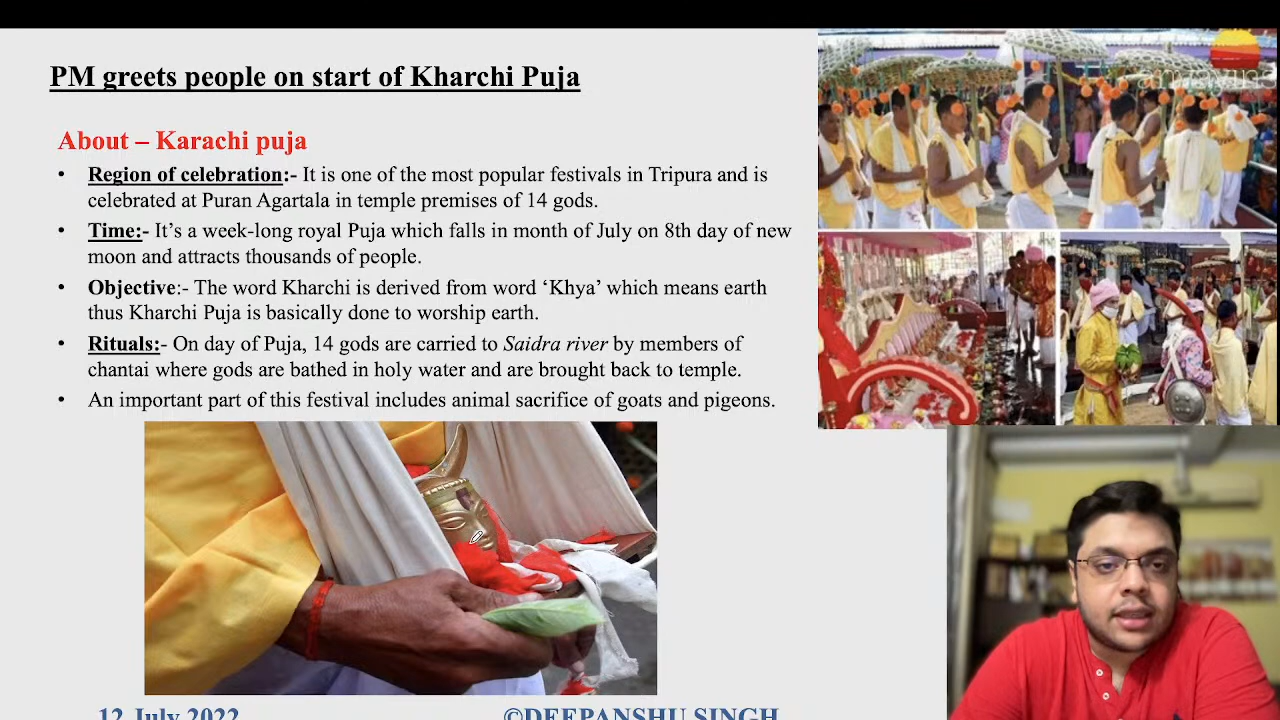 PM greets people on start of Kharchi Puja
About – Karachi puja
• Region of celebration:- It is one of the most popular festivals in Tripura and is
celebrated at Puran Agartala in temple premises of 14 gods.
• Time:- It's a week-long royal Puja which falls in month of July on 8th day of new
moon and attracts thousands of people.
• Objective:- The word Kharchi is derived from word ‘Khya’ which means earth
thus Kharchi Puja is basically done to worship earth.
• Rituals:- On day of Puja, 14 gods are carried to Saidra river by members of
chantai where gods are bathed in holy water and are brought back to temple.
• An important part of this festival includes animal sacrifice of goats and pigeons.
12 July 2022
©DEEPANSHU SINGH